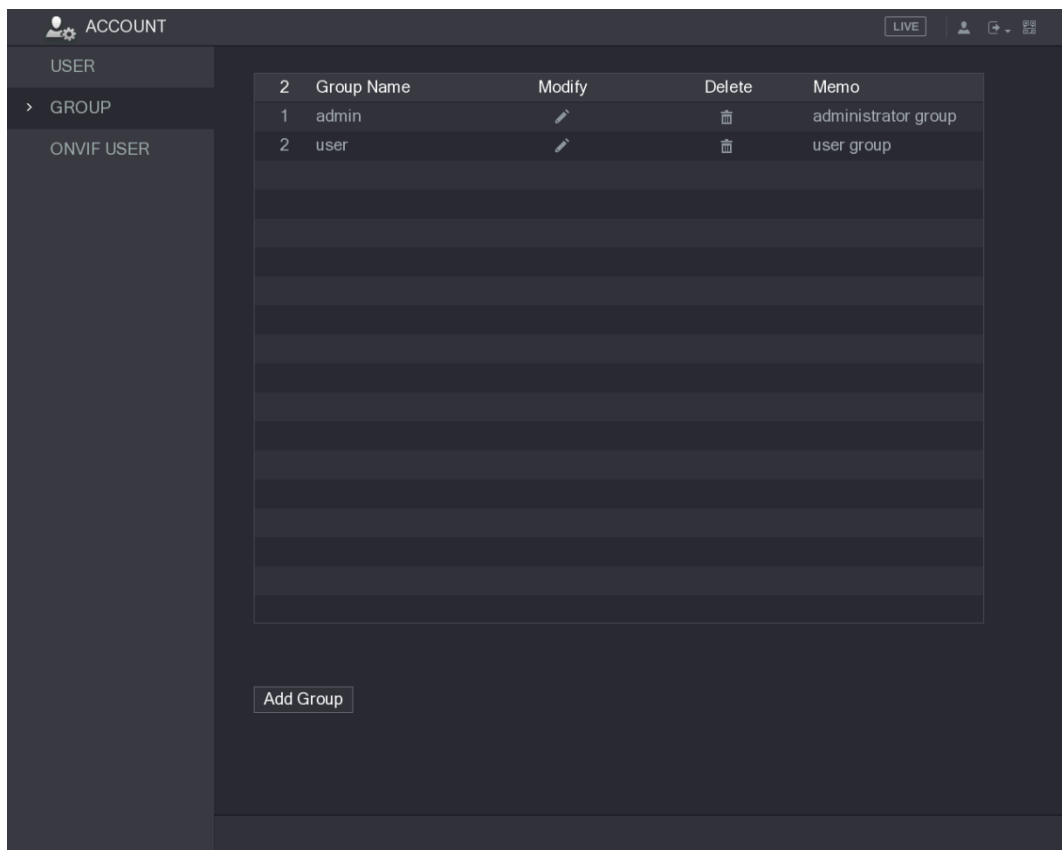 ACCOUNT LIVE
USER
GROUP
ONVIF USER
2 Group Name Modify Delete Memo
1 admin administrator group
2 user user group
Add Group